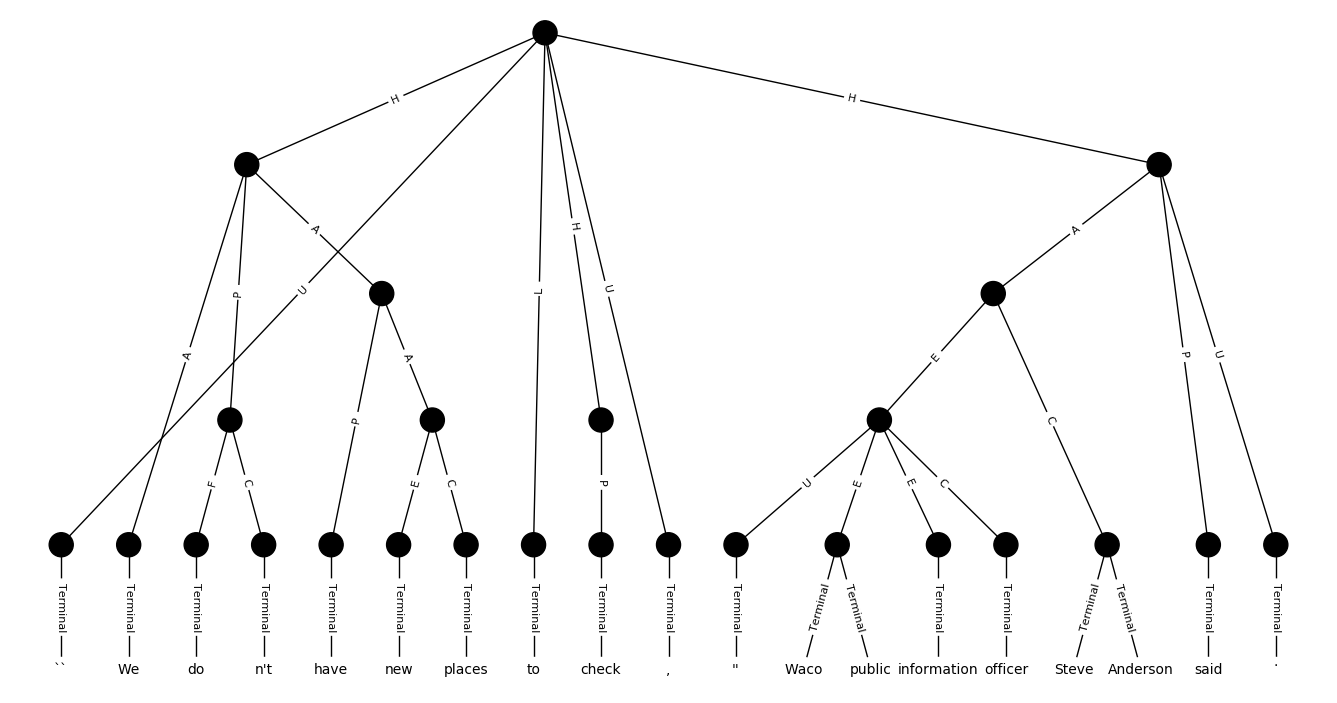 H H
A
H
A A
L
P U U
A E P U
A
P C
F C E C U E E C
P
Terminal Terminal Terminal Terminal Terminal Terminal Terminal Terminal Terminal Terminal Terminal Terminal Terminal Terminal Terminal Terminal Terminal Terminal Terminal
`` We do n't have new places to check , " Waco public information officer Steve Anderson said .